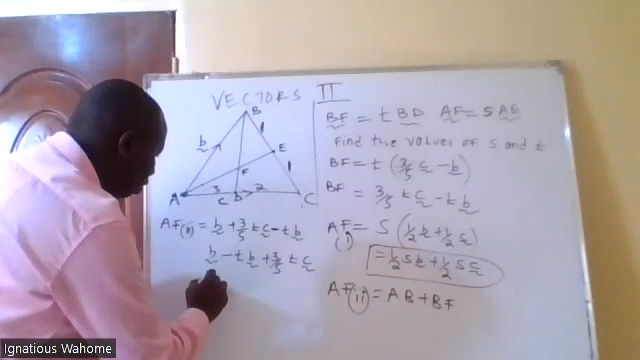 VECTORS II
B
b
1
E
F
1
A
3
D
2
C
c
AF(ii) = b + 3/5 t c - t b
b - t b + 3/5 t c
BF = t BD AF = s AE
Find the values of s and t
BF = t (3/5 c - b)
BF = 3/5 t c - t b
AF(i) = s (1/2 b + 1/2 c)
= 1/2 s b + 1/2 s c
AF(ii) = AB + BF
Ignatious Wahome